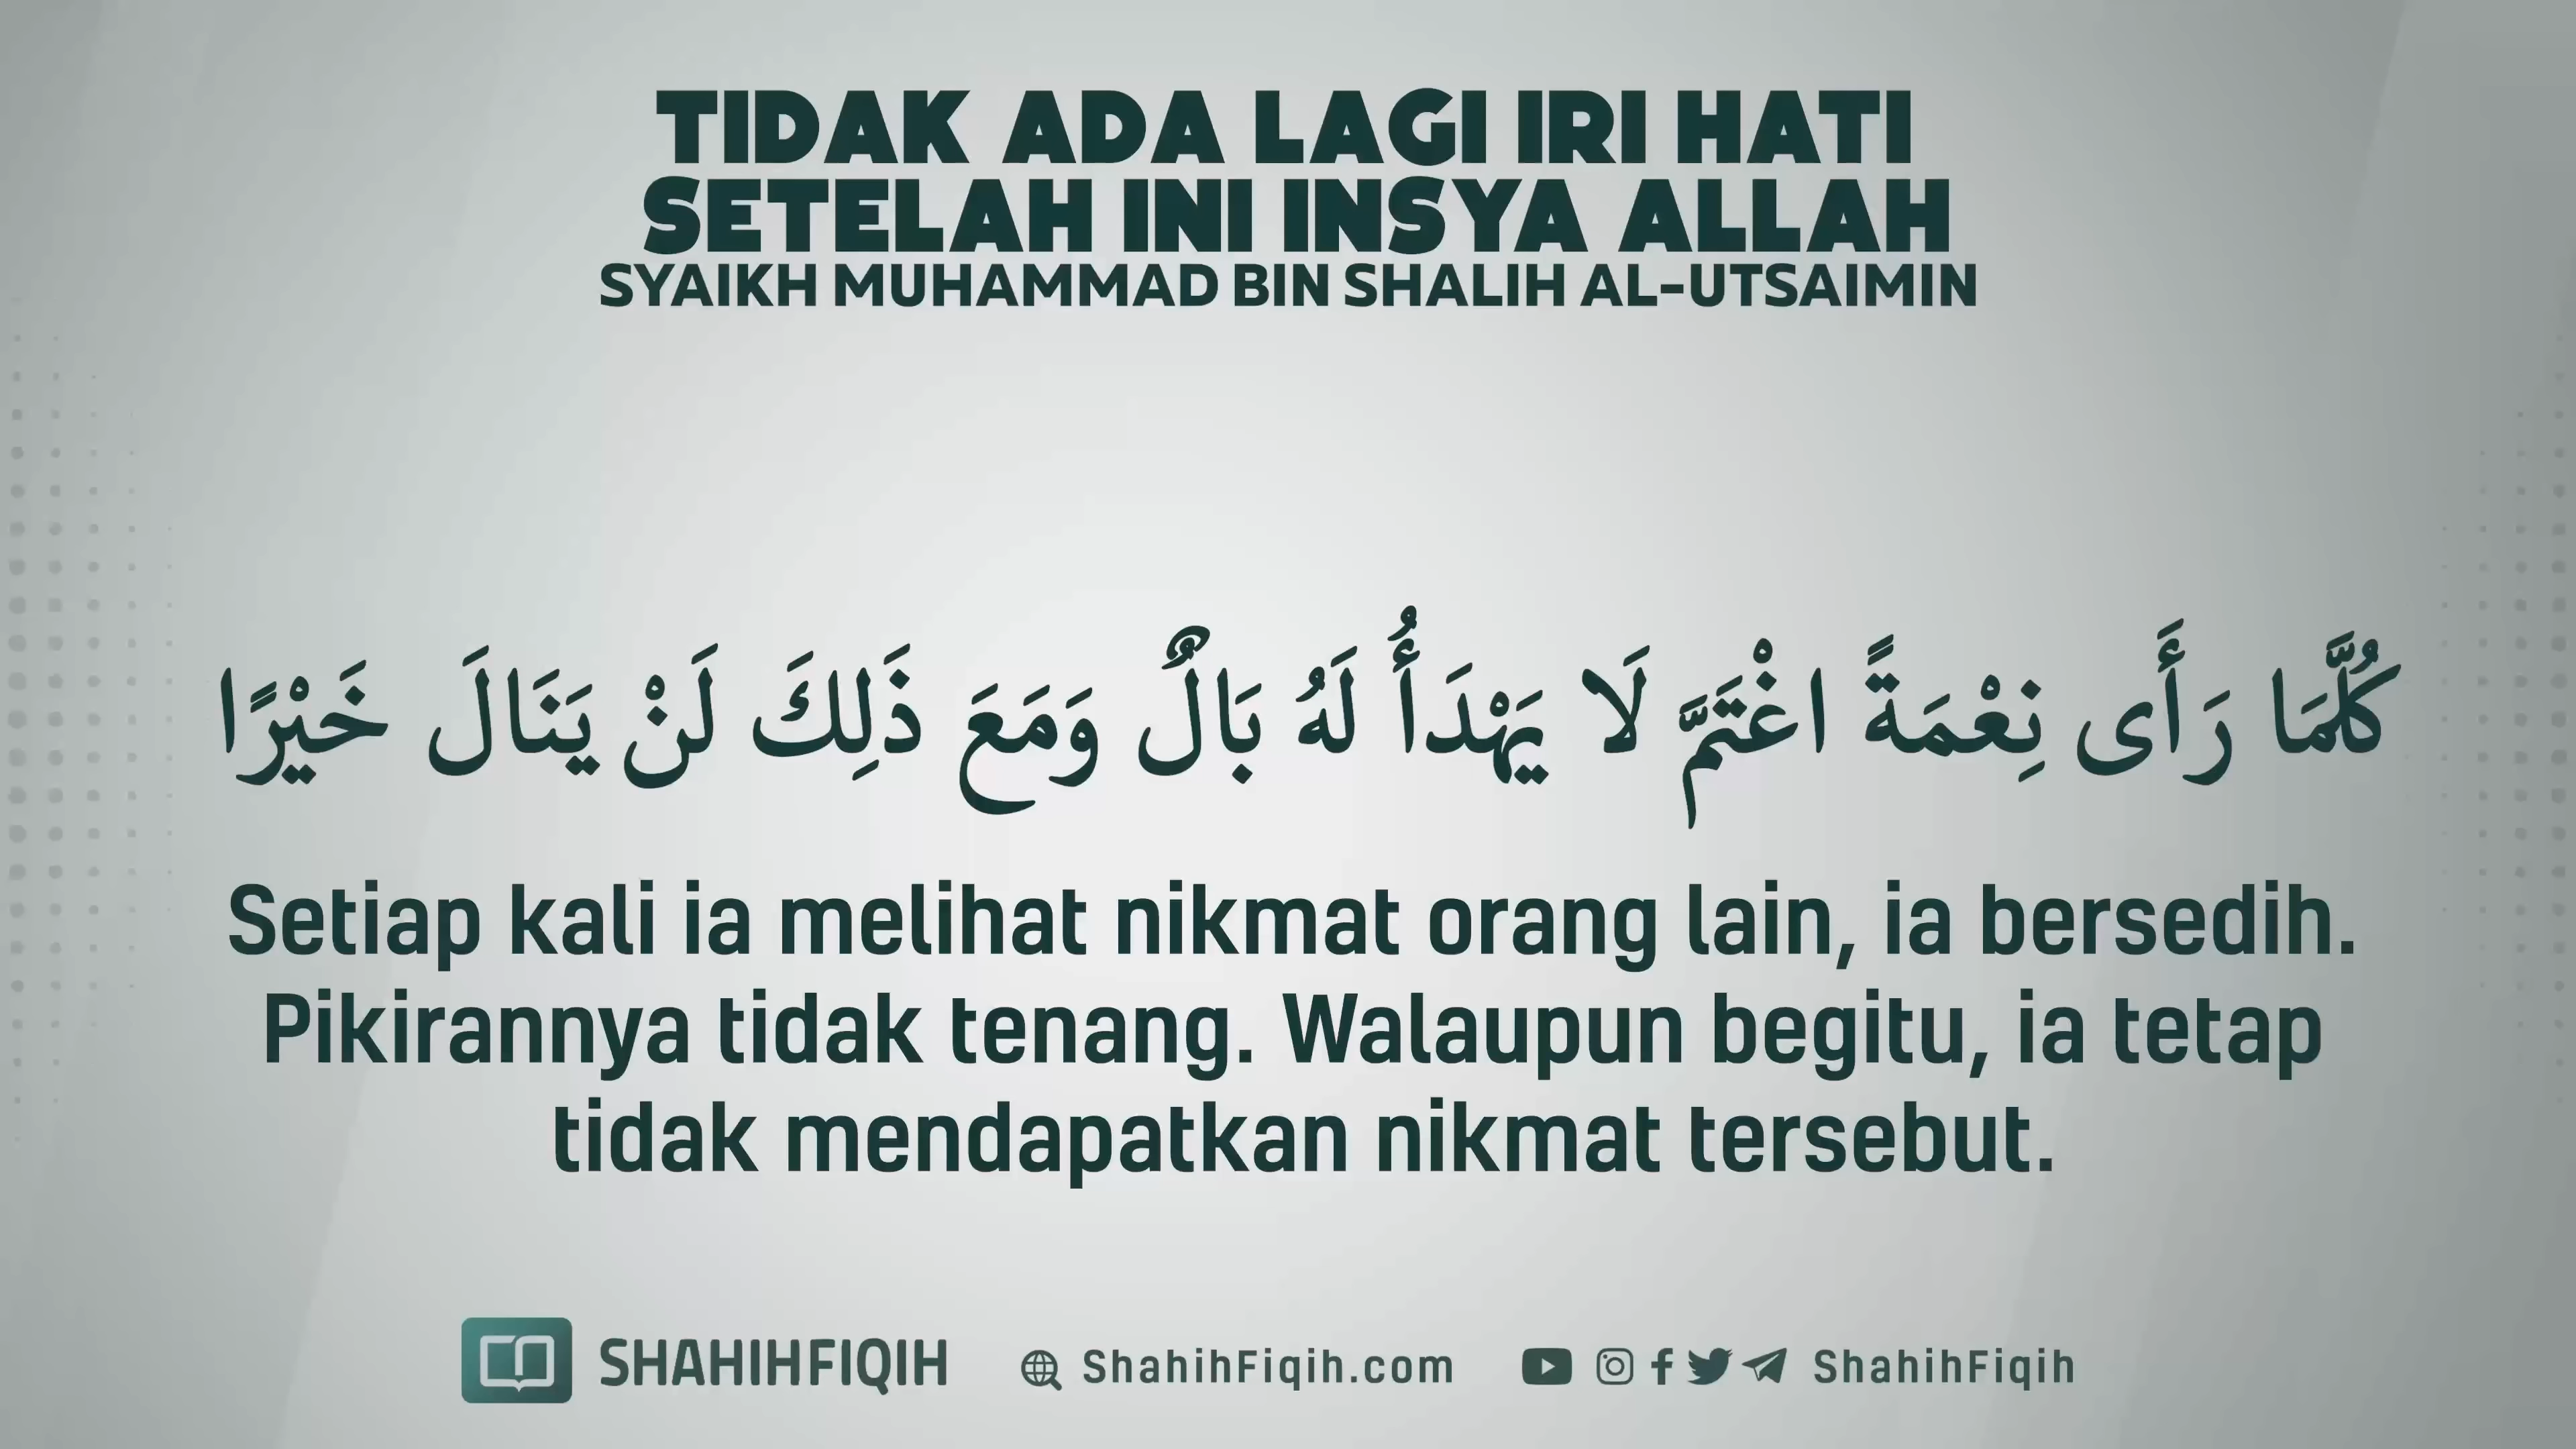 TIDAK ADA LAGI IRI HATI
SETELAH INI INSYA ALLAH
SYAIKH MUHAMMAD BIN SHALIH AL-UTSAIMIN
كُلَّمَا رَأَى نِعْمَةً اغْتَمَّ لَا يَهْدَأُ لَهُ بَالٌ وَمَعَ ذَلِكَ لَنْ يَنَالَ خَيْرًا
Setiap kali ia melihat nikmat orang lain, ia bersedih.
Pikirannya tidak tenang. Walaupun begitu, ia tetap
tidak mendapatkan nikmat tersebut.
SHAHIHFIQIH ShahihFiqih.com ShahihFiqih